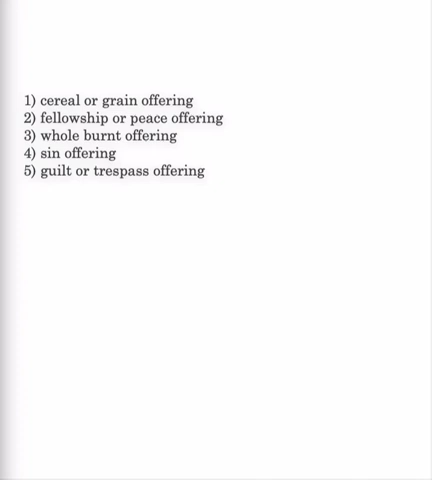 1) cereal or grain offering
2) fellowship or peace offering
3) whole burnt offering
4) sin offering
5) guilt or trespass offering